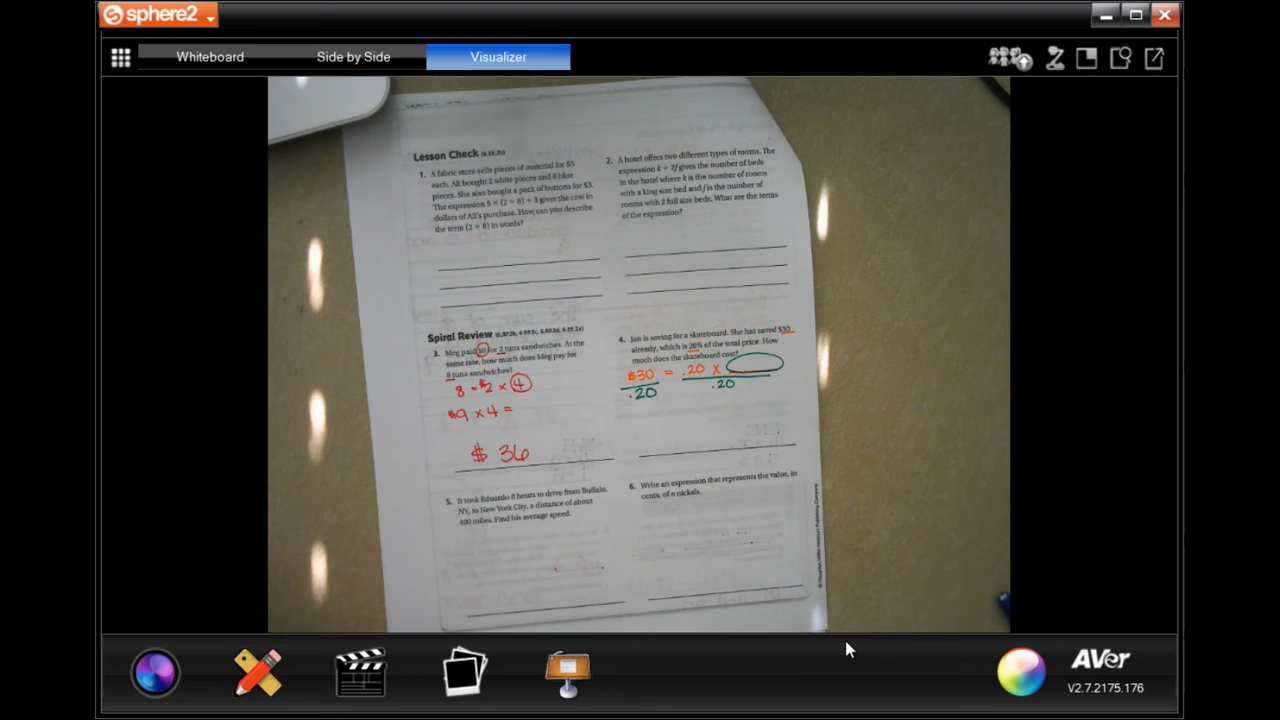 sphere2
Whiteboard
Side by Side
Visualizer
Lesson Check
1. A fabric store sells pieces of material for $5
each. Ali bought 2 white pieces and 8 blue
pieces. She also bought a pack of buttons for $3.
The expression 5 × (2 + 8) + 3 gives the cost in
dollars of Ali's purchase. How can you describe
the term (2 + 8) in words?
2. A hotel offers two different types of rooms. The
expression k + 2f gives the number of beds
in the hotel where k is the number of rooms
with a king size bed and f is the number of
rooms with 2 full size beds. What are the terms
of the expression?
Spiral Review
3. Meg paid $9 for 2 tuna sandwiches. At the
same rate, how much does Meg pay for
8 tuna sandwiches?
8 = 2 × 4
$9 × 4 =
$ 36
4. Jan is saving for a skateboard. She has saved $30
already, which is 20% of the total price. How
much does the skateboard cost?
$30 = .20 ×
.20 .20
5. It took Eduardo 8 hours to drive from Buffalo,
NY, to New York City, a distance of about
400 miles. Find his average speed.
6. Write an expression that represents the value, in
cents, of n nickels.
AVer
V2.7.2175.176